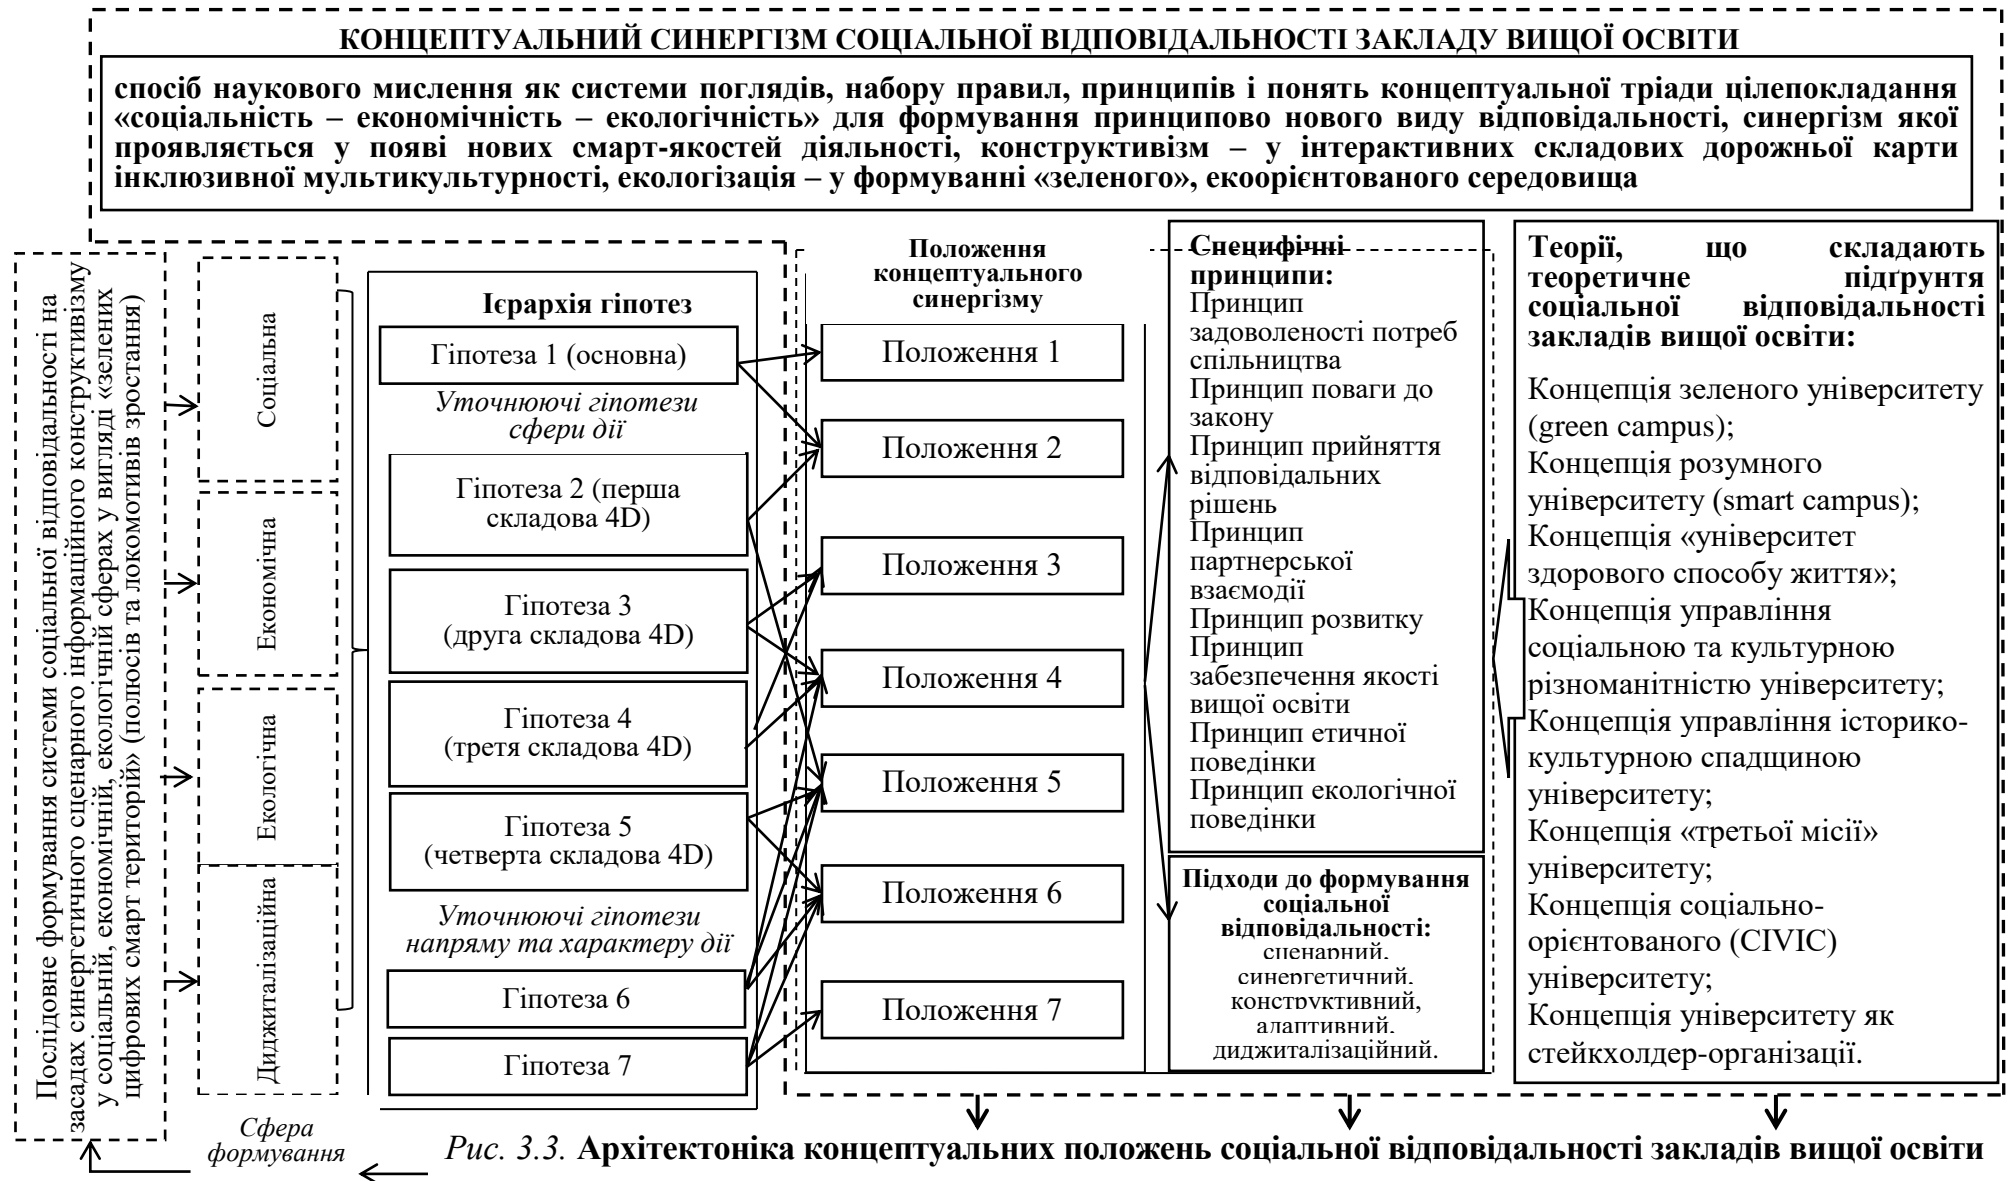 КОНЦЕПТУАЛЬНИЙ СИНЕРГІЗМ СОЦІАЛЬНОЇ ВІДПОВІДАЛЬНОСТІ ЗАКЛАДУ ВИЩОЇ ОСВІТИ
спосіб наукового мислення як системи поглядів, набору правил, принципів і понять концептуальної тріади цілепокладання
«соціальність – економічність – екологічність» для формування принципово нового виду відповідальності, синергізм якої
проявляється у появі нових смарт-якостей діяльності, конструктивізм – у інтерактивних складових дорожньої карти
інклюзивної мультикультурності, екологізація – у формуванні «зеленого», екоорієнтованого середовища
Послідовне формування системи соціальної відповідальності на
засадах синергетичного сценарного інформаційного конструктивізму
у соціальній, економічній, екологічній сферах у вигляді «зелених
цифрових смарт територій» (полюсів та локомотивів зростання)
Соціальна
Економічна
Екологічна
Диджиталізаційна
Сфера
формування
Ієрархія гіпотез
Гіпотеза 1 (основна)
Уточнюючі гіпотези
сфери дії
Гіпотеза 2 (перша
складова 4D)
Гіпотеза 3
(друга складова 4D)
Гіпотеза 4
(третя складова 4D)
Гіпотеза 5
(четверта складова 4D)
Уточнюючі гіпотези
напряму та характеру дії
Гіпотеза 6
Гіпотеза 7
Положення
концептуального
синергізму
Положення 1
Положення 2
Положення 3
Положення 4
Положення 5
Положення 6
Положення 7
Специфічні
принципи:
Принцип
задоволеності потреб
спільництва
Принцип поваги до
закону
Принцип прийняття
відповідальних
рішень
Принцип
партнерської
взаємодії
Принцип розвитку
Принцип
забезпечення якості
вищої освіти
Принцип етичної
поведінки
Принцип екологічної
поведінки
Підходи до формування
соціальної
відповідальності:
сценарний,
синергетичний,
конструктивний,
адаптивний,
диджиталізаційний.
Теорії, що складають
теоретичне підґрунтя
соціальної відповідальності
закладів вищої освіти:
Концепція зеленого університету
(green campus);
Концепція розумного
університету (smart campus);
Концепція «університет
здорового способу життя»;
Концепція управління
соціальною та культурною
різноманітністю університету;
Концепція управління історико-
культурною спадщиною
університету;
Концепція «третьої місії»
університету;
Концепція соціально-
орієнтованого (CIVIC)
університету;
Концепція університету як
стейкхолдер-організації.
Рис. 3.3. Архітектоніка концептуальних положень соціальної відповідальності закладів вищої освіти